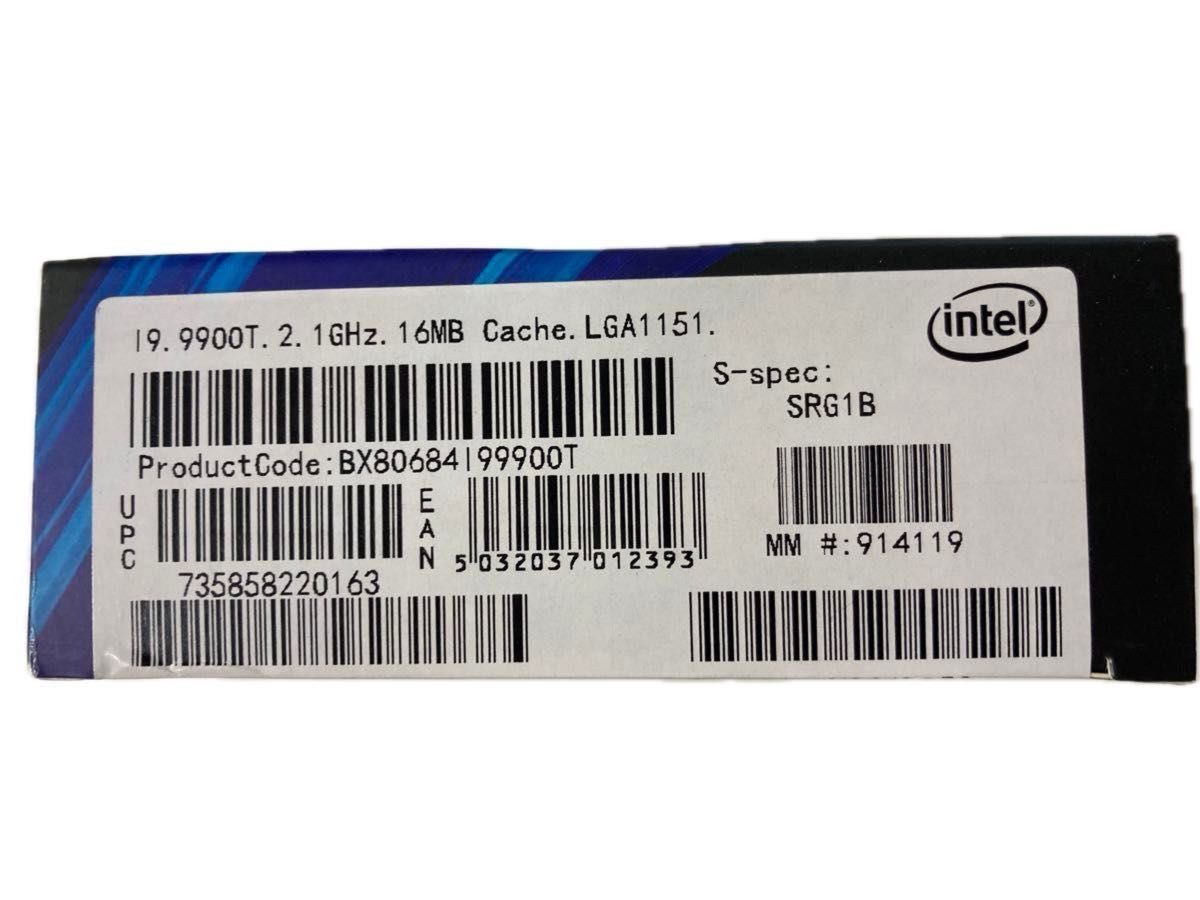 I9.9900T.2.1GHz.16MB Cache.LGA1151.
intel®
S-spec:
SRG1B
ProductCode:BX80684I99900T
UPC
735858220163
EAN
5 032037 012393
MM #:914119